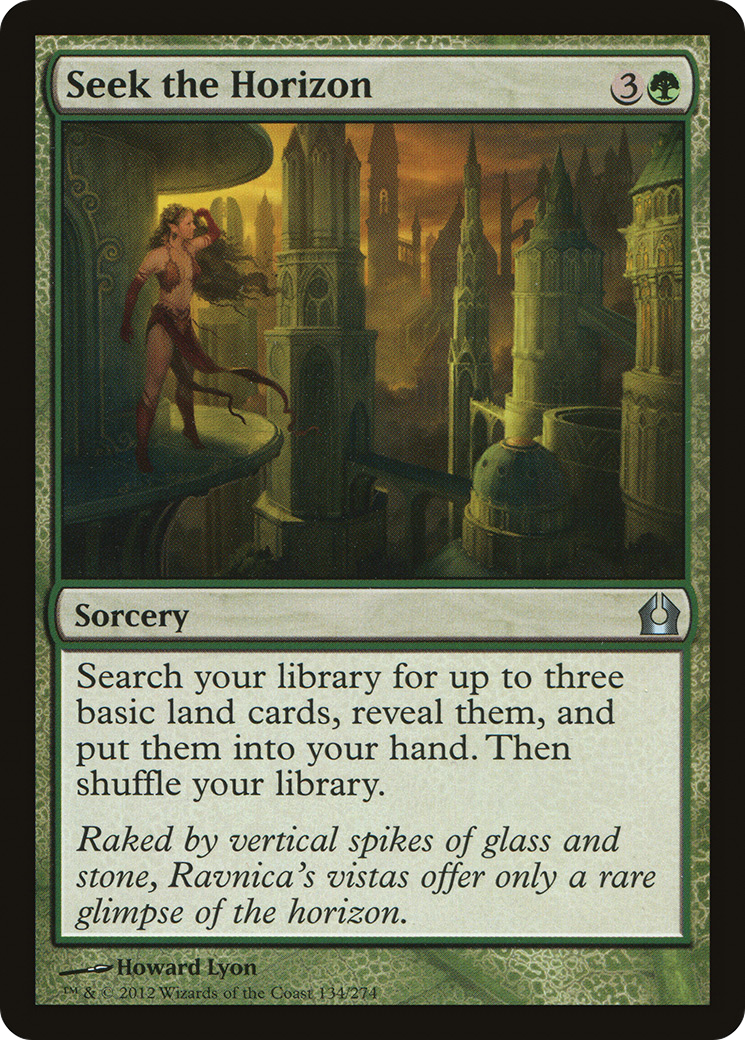 Seek the Horizon 3
Sorcery
Search your library for up to three
basic land cards, reveal them, and
put them into your hand. Then
shuffle your library.
Raked by vertical spikes of glass and
stone, Ravnica's vistas offer only a rare
glimpse of the horizon.
Howard Lyon
™ & © 2012 Wizards of the Coast 134/274